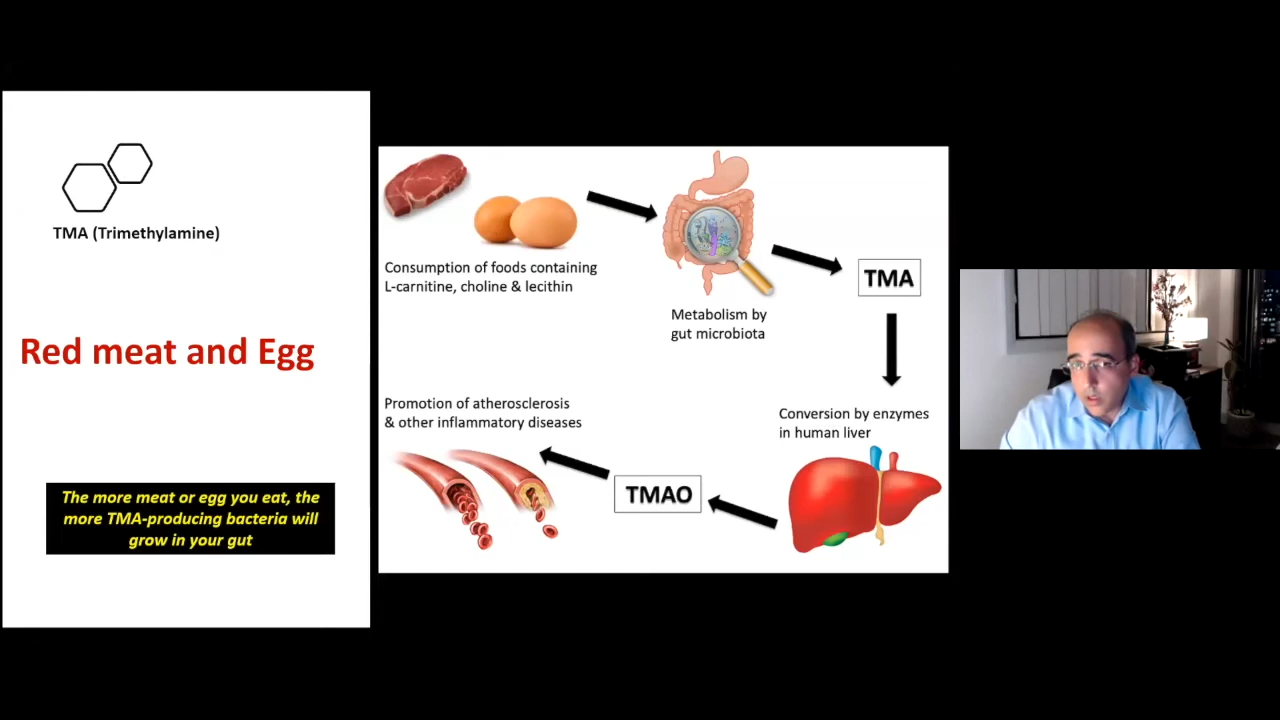 TMA (Trimethylamine)
Red meat and Egg
The more meat or egg you eat, the
more TMA-producing bacteria will
grow in your gut
Consumption of foods containing
L-carnitine, choline & lecithin
Metabolism by
gut microbiota
TMA
Conversion by enzymes
in human liver
TMAO
Promotion of atherosclerosis
& other inflammatory diseases